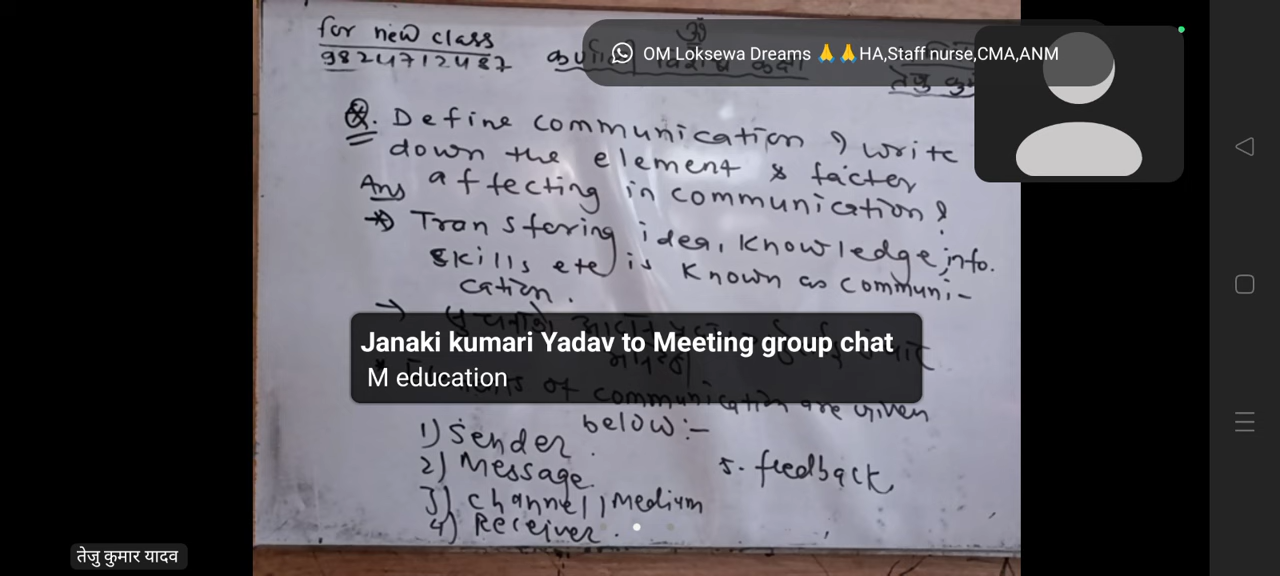 for new class
9824712487
OM Loksewa Dreams 🙏🙏HA,Staff nurse,CMA,ANM
Q. Define communication & write
down the element & facter
affecting in communication?
Ans
Transfering idea, knowledge, info.
skills ete is known as communi-
cation.
Janaki kumari Yadav to Meeting group chat
M education
of communication are given
below:-
1) Sender.
2) Message.
3) channel, Medium
4) Receiver.
5. feedback
तेजु कुमार यादव